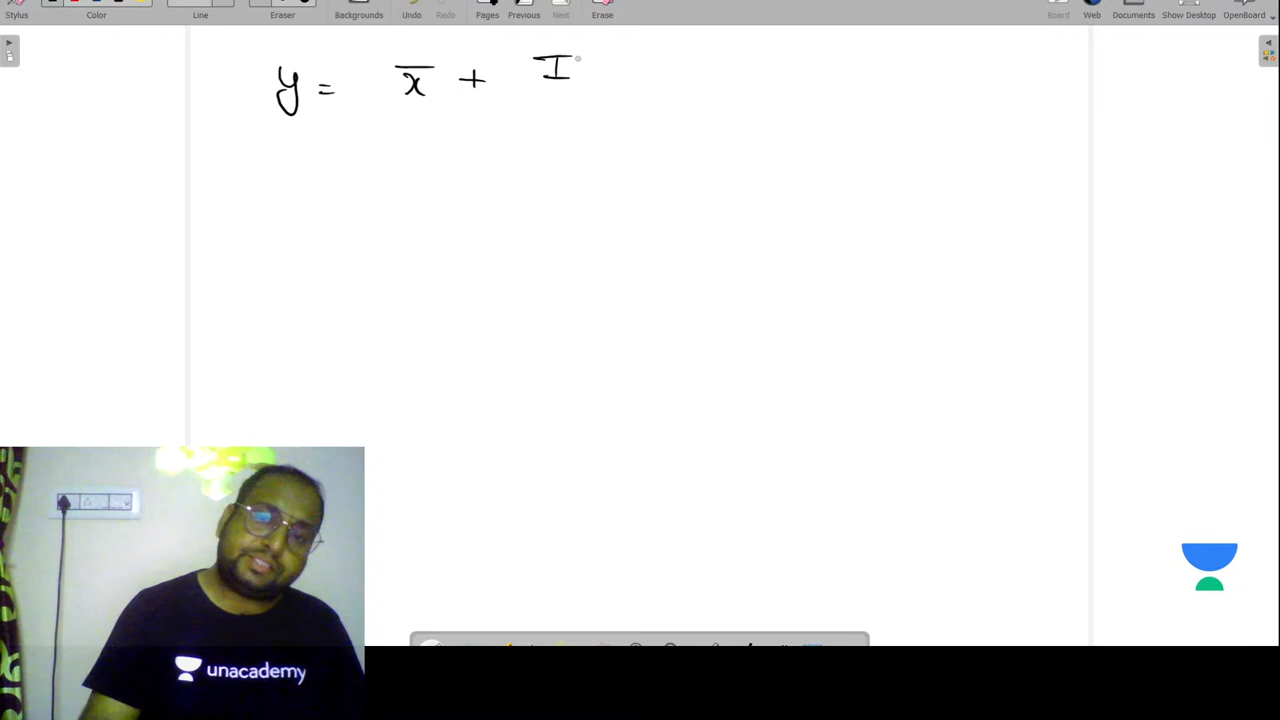 Stylus Color Line Eraser Backgrounds Undo Redo Pages Previous Next Erase Board Web Documents Show Desktop OpenBoard
y = x̅ + I
unacademy